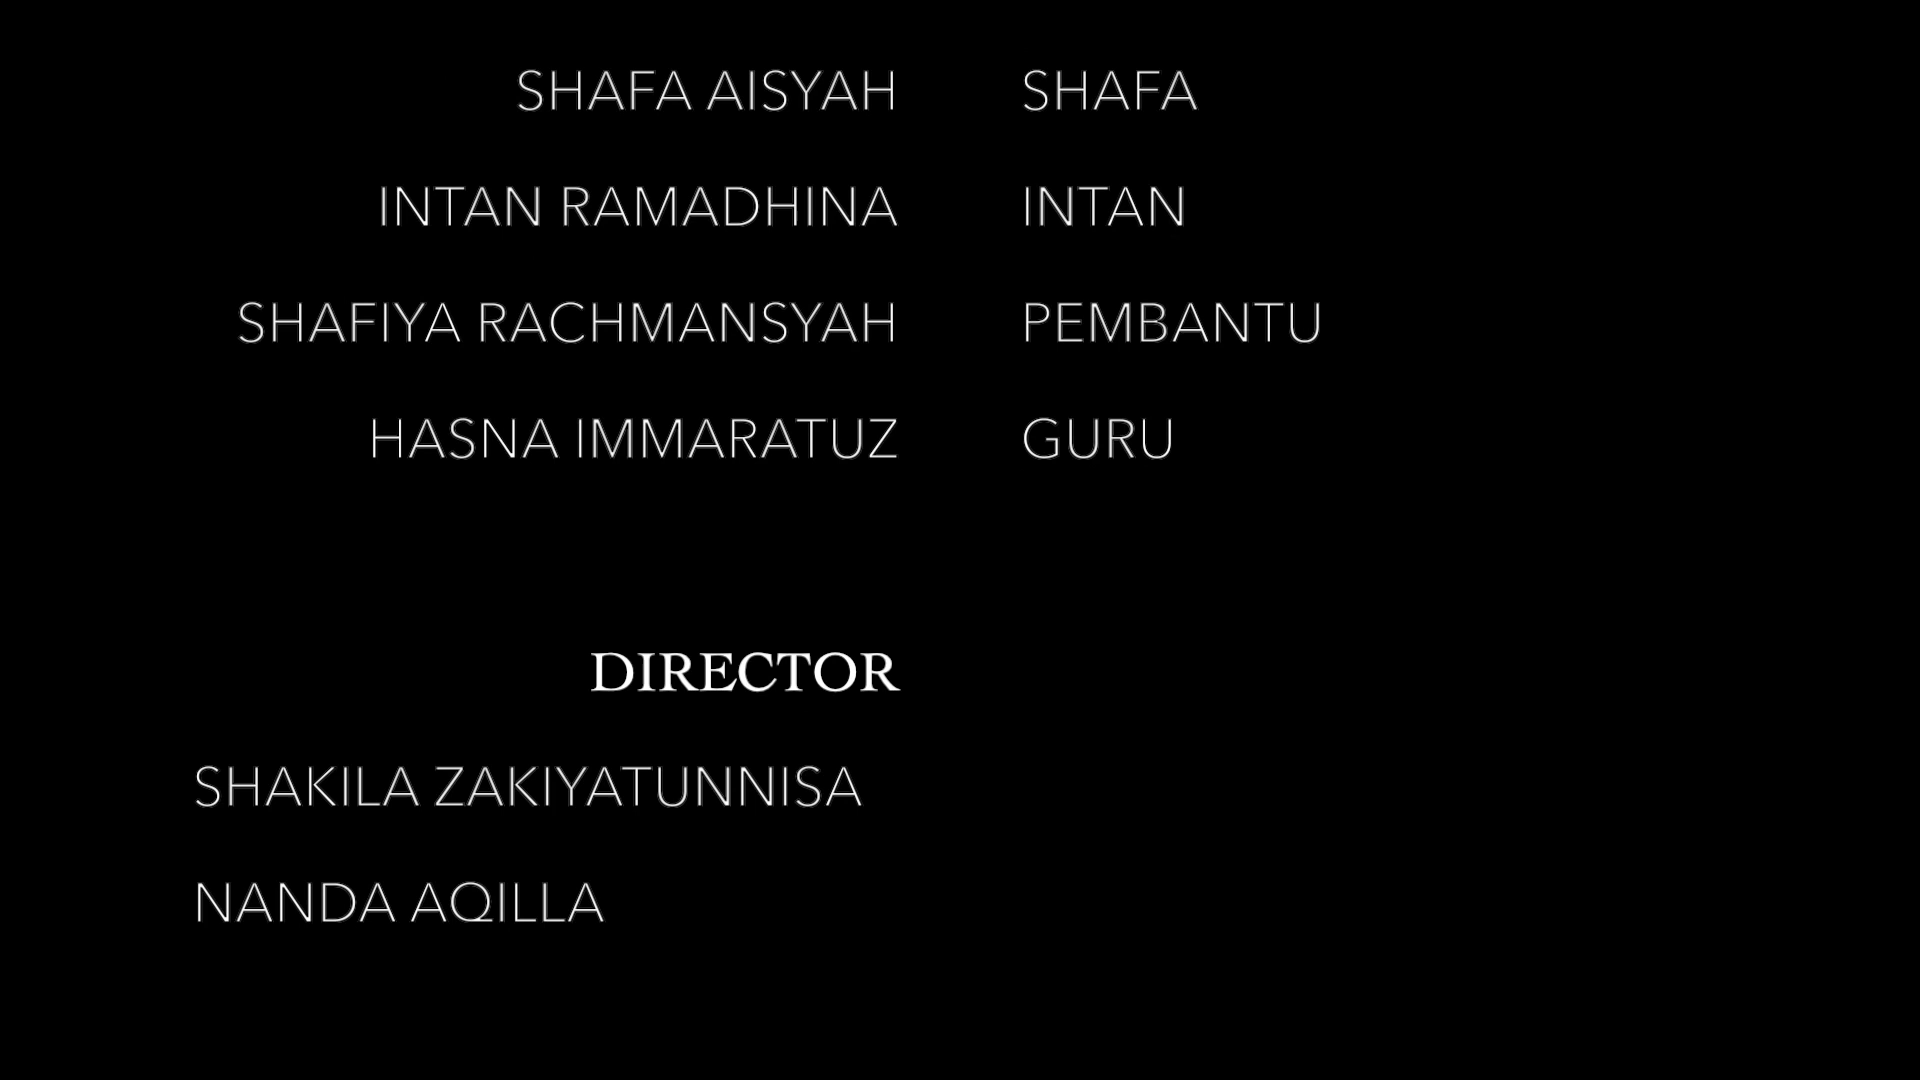 SHAFA AISYAH SHAFA
INTAN RAMADHINA INTAN
SHAFIYA RACHMANSYAH PEMBANTU
HASNA IMMARATUZ GURU
DIRECTOR
SHAKILA ZAKIYATUNNISA
NANDA AQILLA